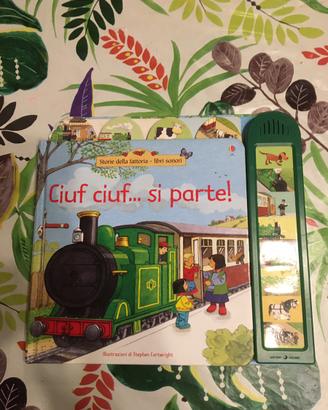 Storie della fattoria - libri sonori
Ciuf ciuf... si parte!
Illustrazioni di Stephen Cartwright